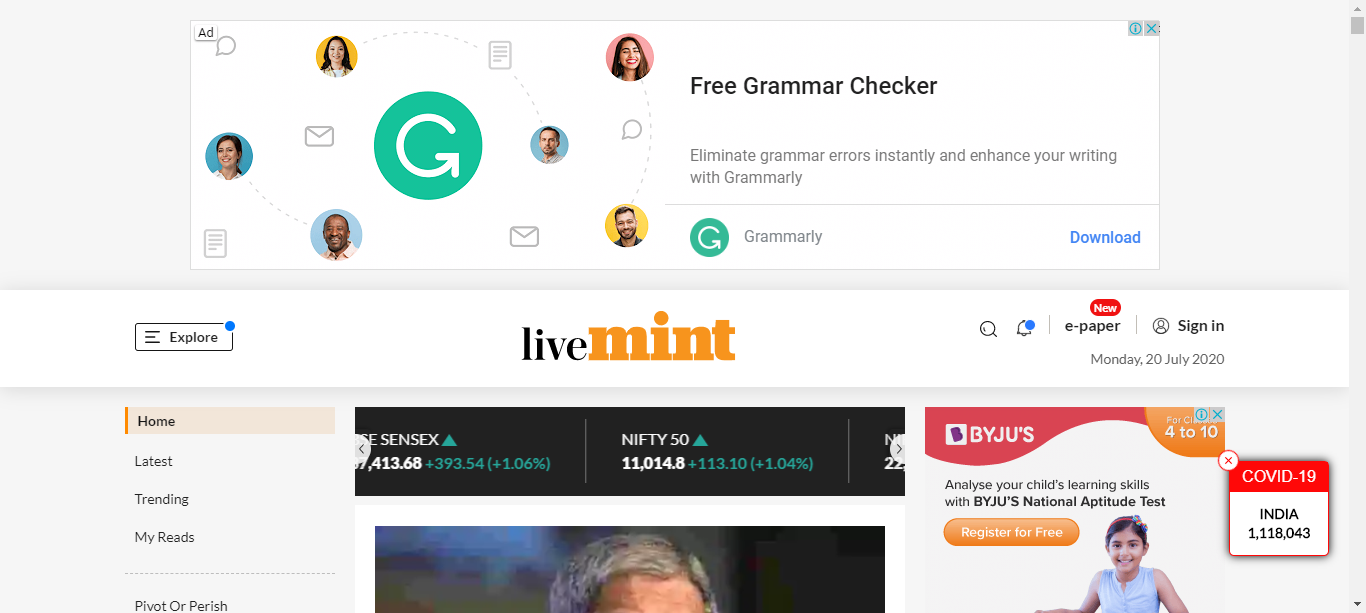 Ad
Free Grammar Checker
Eliminate grammar errors instantly and enhance your writing
with Grammarly
Grammarly
Download
Explore
livemint
New
e-paper
Sign in
Monday, 20 July 2020
Home
Latest
Trending
My Reads
Pivot Or Perish
SE SENSEX
7,413.68 +393.54 (+1.06%)
NIFTY 50
11,014.8 +113.10 (+1.04%)
22,
BYJU'S
4 to 10
Analyse your child's learning skills
with BYJU'S National Aptitude Test
Register for Free
COVID-19
INDIA
1,118,043